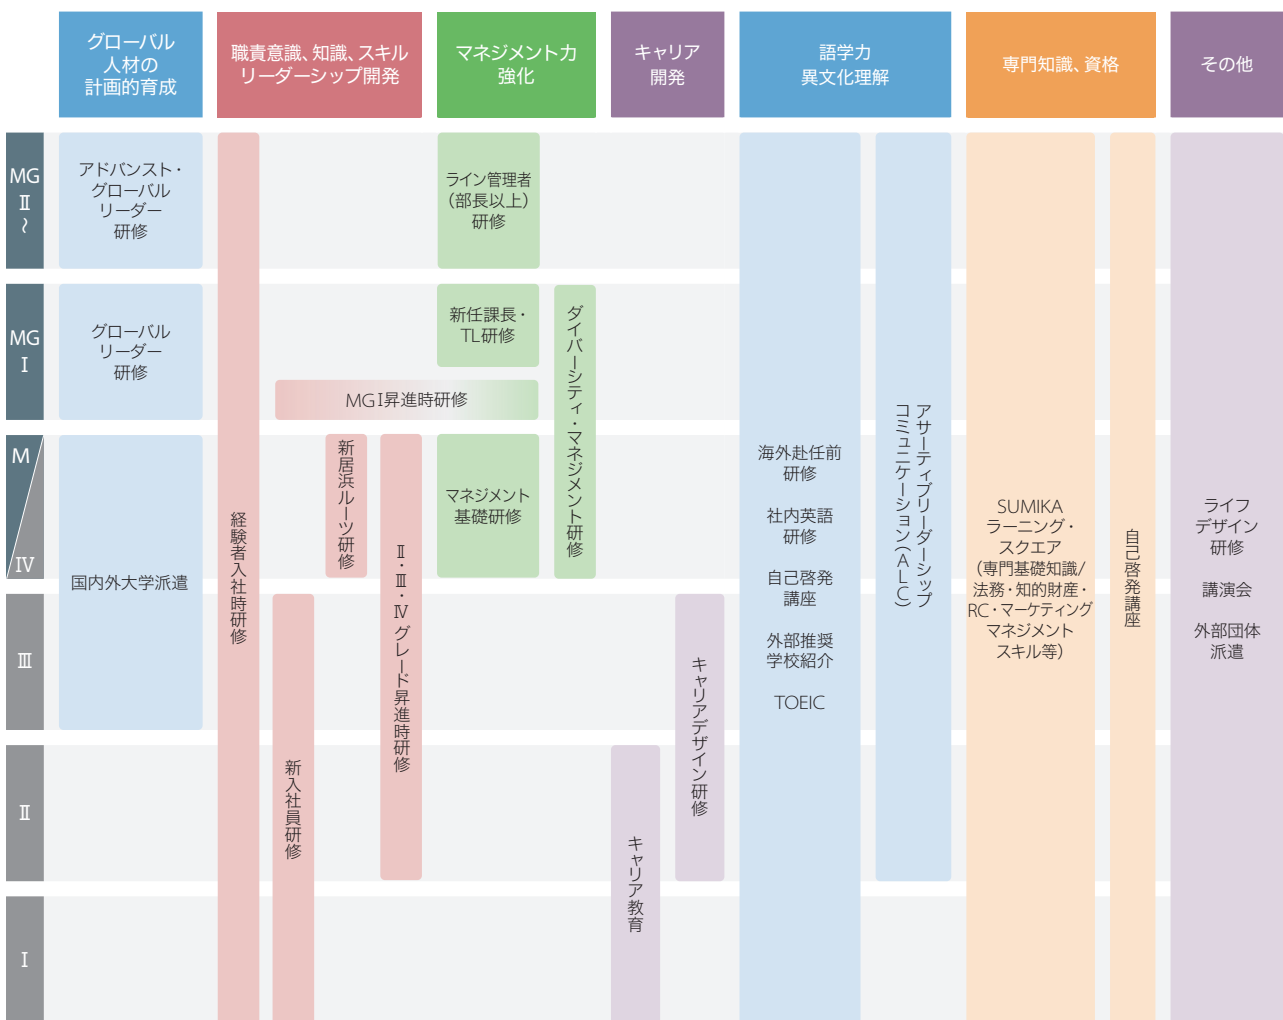 グローバル
人材の
計画的育成
職責意識、知識、スキル
リーダーシップ開発
マネジメント力
強化
キャリア
開発
語学力
異文化理解
専門知識、資格
その他
MG
Ⅱ
～
アドバンスト・
グローバル
リーダー
研修
ライン管理者
（部長以上）
研修
MG
Ⅰ
グローバル
リーダー
研修
新任課長・
TL研修
MGⅠ昇進時研修
ダイバーシティ・マネジメント研修
M
Ⅳ
国内外大学派遣
経験者入社時研修
新居浜ルーツ研修
Ⅱ・Ⅲ・Ⅳグレード昇進時研修
マネジメント
基礎研修
海外赴任前
研修
社内英語
研修
自己啓発
講座
外部推奨
学校紹介
TOEIC
アサーティブリーダーシップ
コミュニケーション（ALC）
SUMIKA
ラーニング・
スクエア
（専門基礎知識/
法務・知的財産・
RC・マーケティング
マネジメント
スキル等）
自己啓発講座
ライフ
デザイン
研修
講演会
外部団体
派遣
Ⅲ
新入社員研修
キャリアデザイン研修
Ⅱ
キャリア教育
Ⅰ